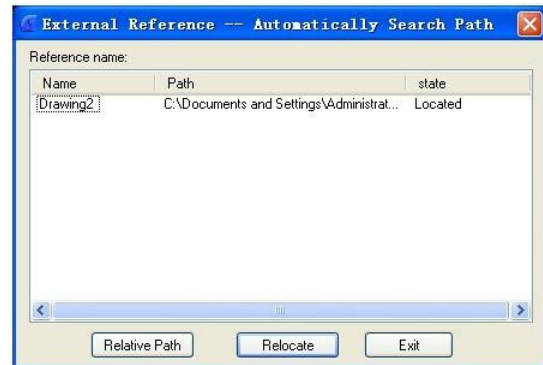 External Reference -- Automatically Search Path
Reference name:
Name Path state
Drawing2 C:\Documents and Settings\Administrat... Located
Relative Path Relocate Exit